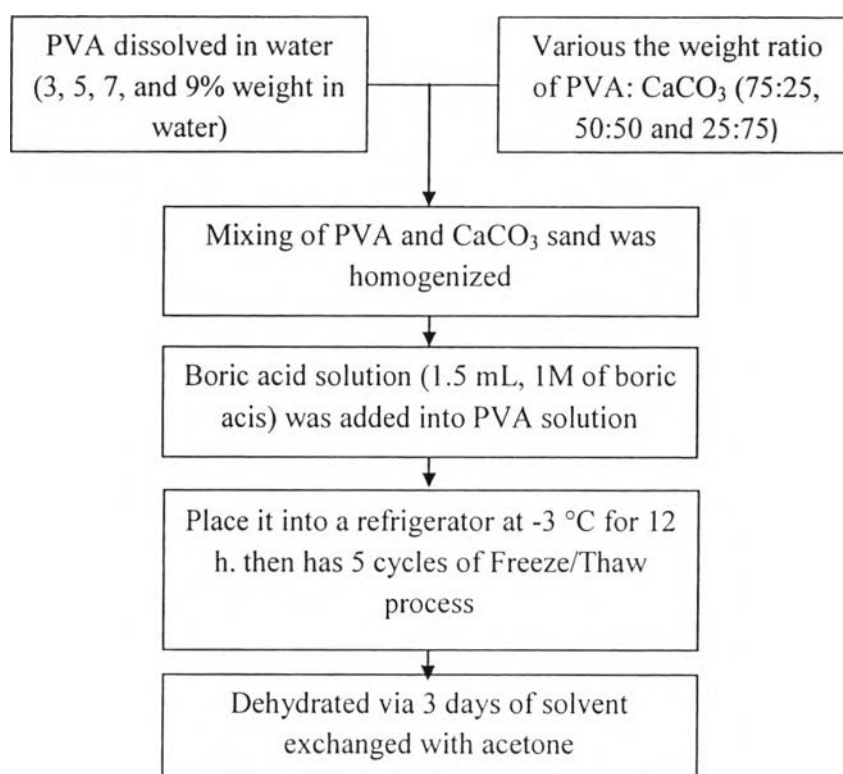 PVA dissolved in water
(3, 5, 7, and 9% weight in
water)
Various the weight ratio
of PVA: CaCO₃ (75:25,
50:50 and 25:75)
Mixing of PVA and CaCO₃ sand was
homogenized
Boric acid solution (1.5 mL, 1M of boric
acis) was added into PVA solution
Place it into a refrigerator at -3 °C for 12
h. then has 5 cycles of Freeze/Thaw
process
Dehydrated via 3 days of solvent
exchanged with acetone